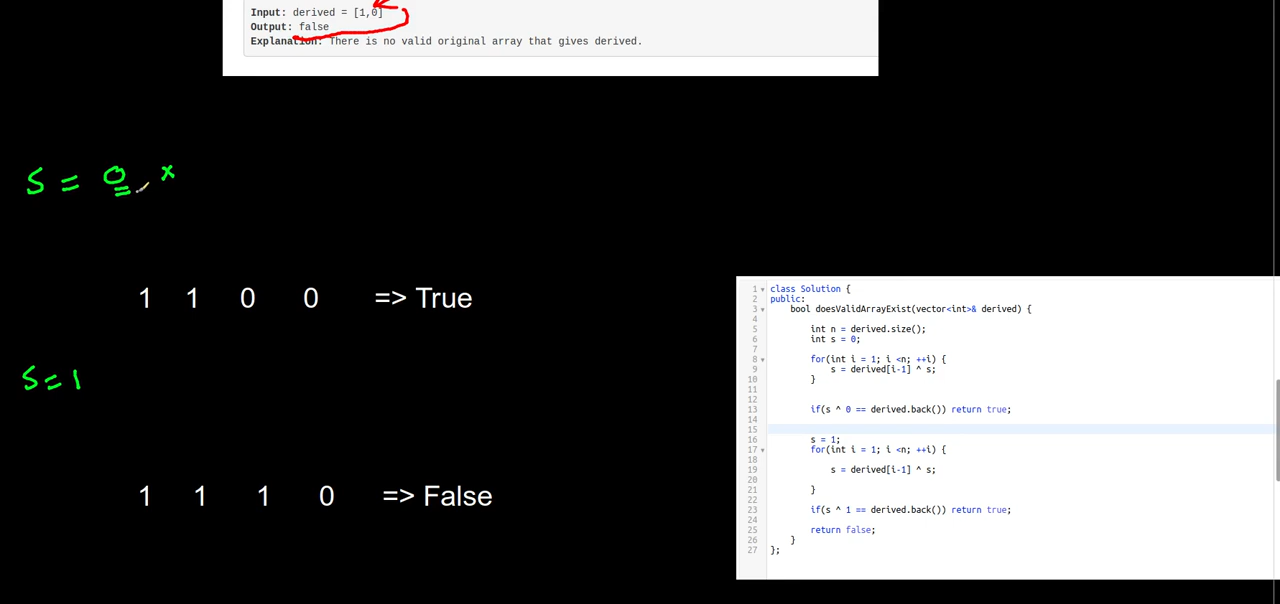 Input: derived = [1,0]
Output: false
Explanation: There is no valid original array that gives derived.
S = 0 x
1 1 0 0 => True
S = 1
1 1 1 0 => False
1 class Solution {
2 public:
3 bool doesValidArrayExist(vector<int>& derived) {
4
5 int n = derived.size();
6 int s = 0;
7
8 for(int i = 1; i <n; ++i) {
9 s = derived[i-1] ^ s;
10 }
11
12
13 if(s ^ 0 == derived.back()) return true;
14
15
16 s = 1;
17 for(int i = 1; i <n; ++i) {
18
19 s = derived[i-1] ^ s;
20
21 }
22
23 if(s ^ 1 == derived.back()) return true;
24
25 return false;
26 }
27 };